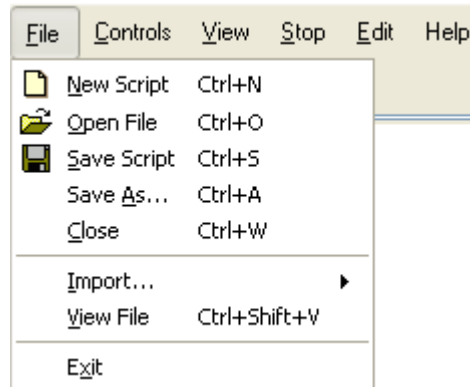 File Controls View Stop Edit Help
New Script Ctrl+N
Open File Ctrl+O
Save Script Ctrl+S
Save As... Ctrl+A
Close Ctrl+W
Import...
View File Ctrl+Shift+V
Exit